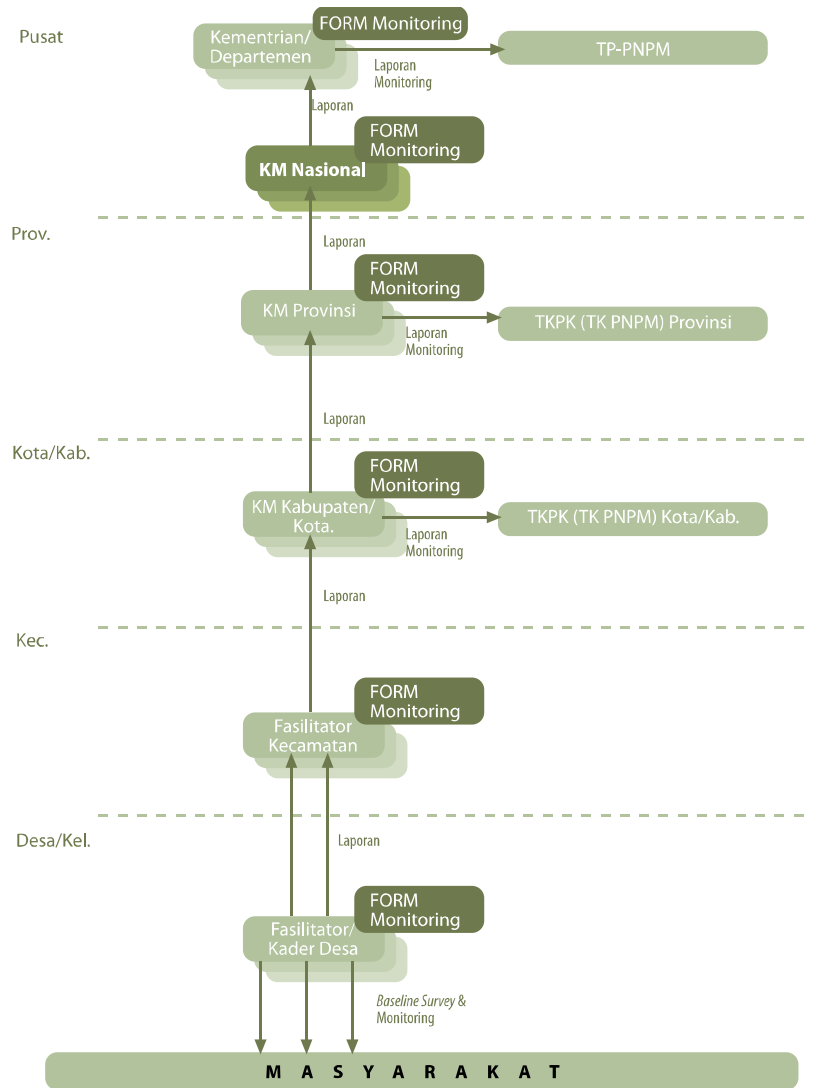 Pusat
FORM Monitoring
Kementrian/
Departemen
TP-PNPM
Laporan
Monitoring
Laporan
FORM
Monitoring
KM Nasional
Prov.
Laporan
FORM
Monitoring
KM Provinsi
TKPK (TK PNPM) Provinsi
Laporan
Monitoring
Laporan
Kota/Kab.
FORM
Monitoring
KM Kabupaten/
Kota.
TKPK (TK PNPM) Kota/Kab.
Laporan
Monitoring
Laporan
Kec.
FORM
Monitoring
Fasilitator
Kecamatan
Desa/Kel.
Laporan
FORM
Monitoring
Fasilitator/
Kader Desa
Baseline Survey &
Monitoring
M A S Y A R A K A T